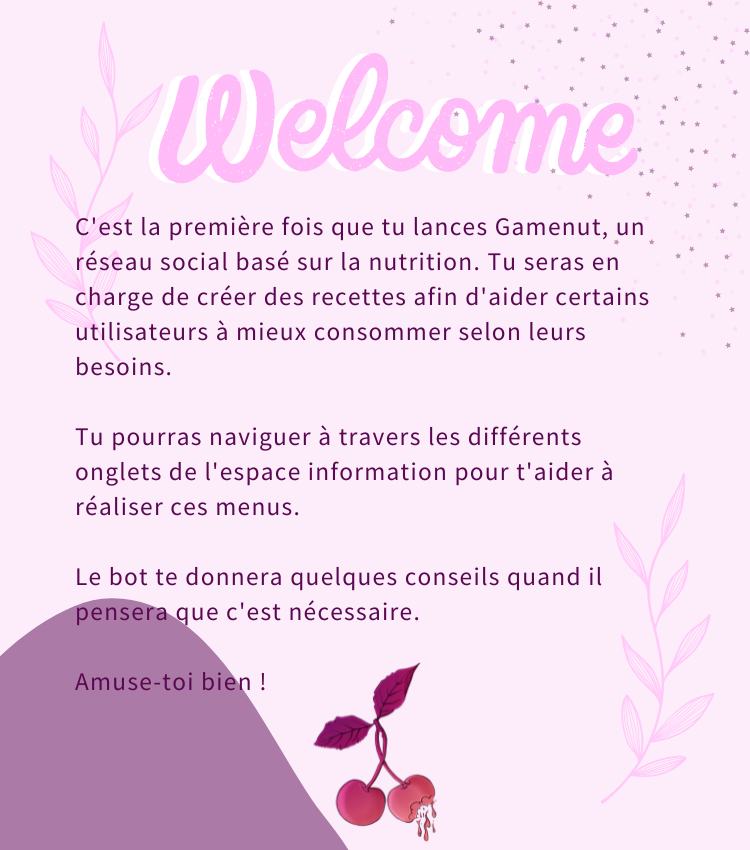 Welcome
C'est la première fois que tu lances Gamenut, un
réseau social basé sur la nutrition. Tu seras en
charge de créer des recettes afin d'aider certains
utilisateurs à mieux consommer selon leurs
besoins.
Tu pourras naviguer à travers les différents
onglets de l'espace information pour t'aider à
réaliser ces menus.
Le bot te donnera quelques conseils quand il
pensera que c'est nécessaire.
Amuse-toi bien !